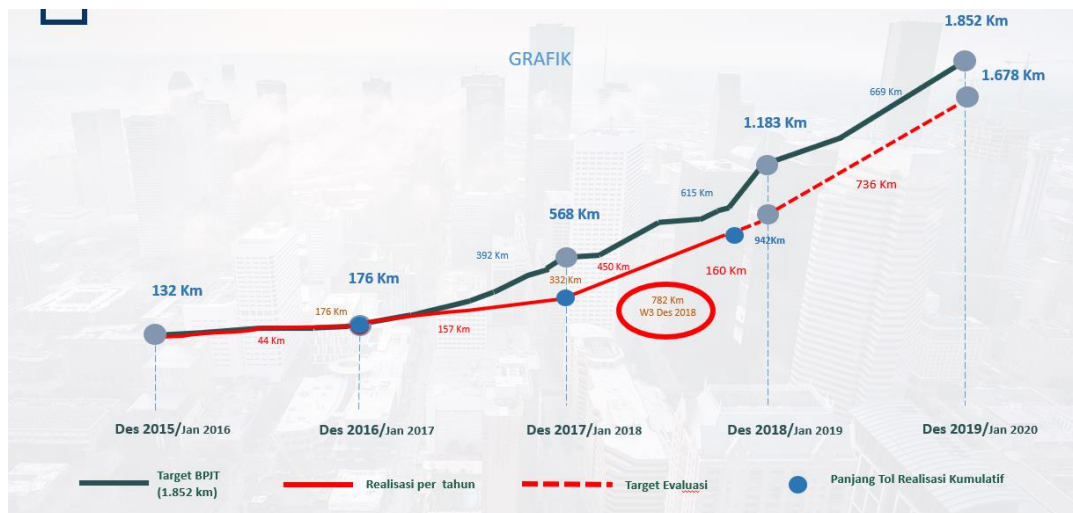 GRAFIK
1.852 Km
1.678 Km
669 Km
1.183 Km
736 Km
615 Km
568 Km
942Km
392 Km
450 Km
160 Km
176 Km
332 Km
132 Km
782 Km
W3 Des 2018
176 Km
157 Km
44 Km
Des 2015/Jan 2016
Des 2016/Jan 2017
Des 2017/Jan 2018
Des 2018/Jan 2019
Des 2019/Jan 2020
Target BPJT
(1.852 km)
Realisasi per tahun
Target Evaluasi
Panjang Tol Realisasi Kumulatif